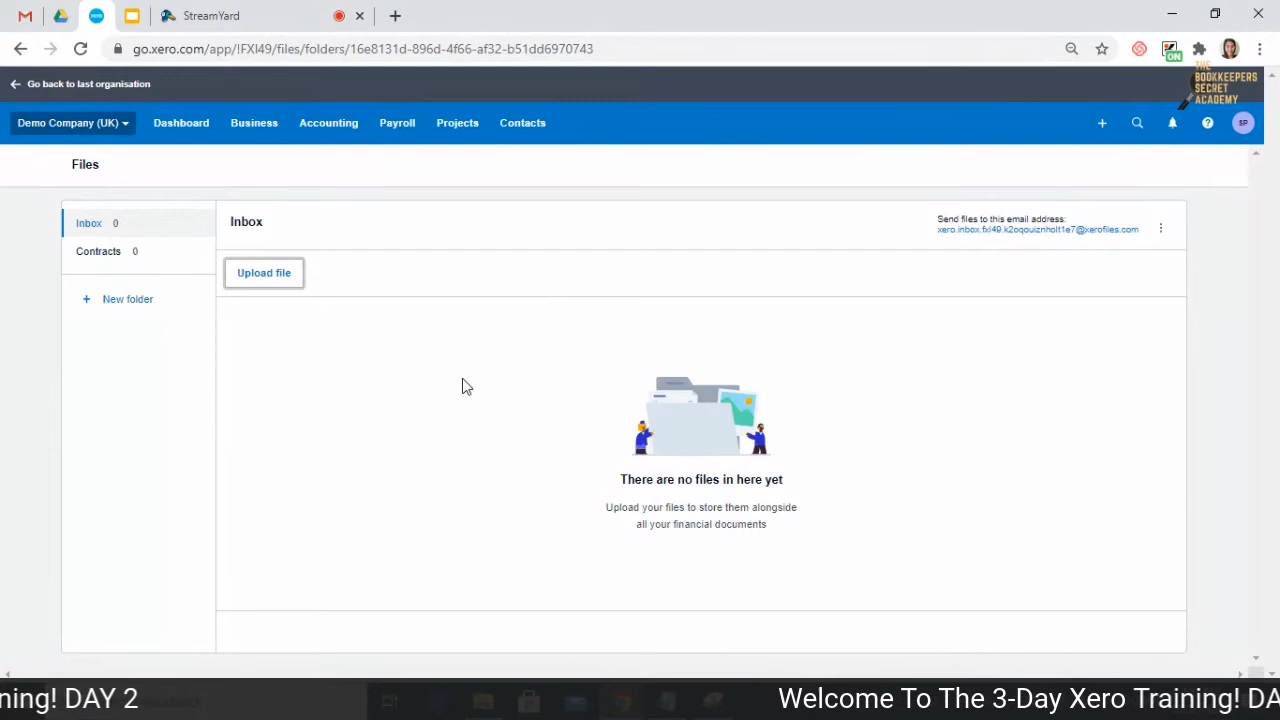 StreamYard
go.xero.com/app/!FXI49/files/folders/16e8131d-896d-4f66-af32-b51dd6970743
ON
THE
BOOKKEEPERS
SECRET
ACADEMY
Go back to last organisation
Demo Company (UK)
Dashboard
Business
Accounting
Payroll
Projects
Contacts
SP
Files
Inbox 0
Contracts 0
+ New folder
Inbox
Send files to this email address:
xero.inbox.fxl49.k2oqouiznholt1e7@xerofiles.com
Upload file
There are no files in here yet
Upload your files to store them alongside
all your financial documents
ning! DAY 2
Welcome To The 3-Day Xero Training! DA